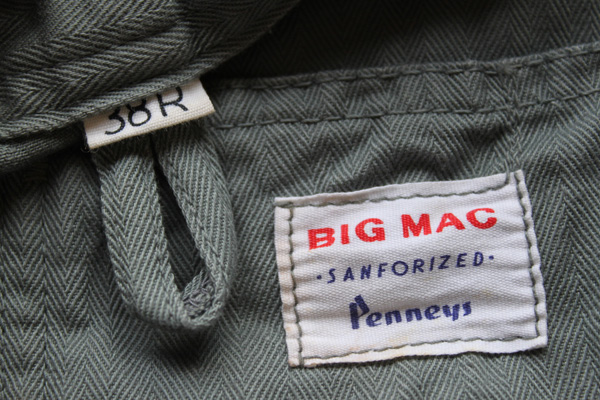 38R
BIG MAC
·SANFORIZED·
Penneys